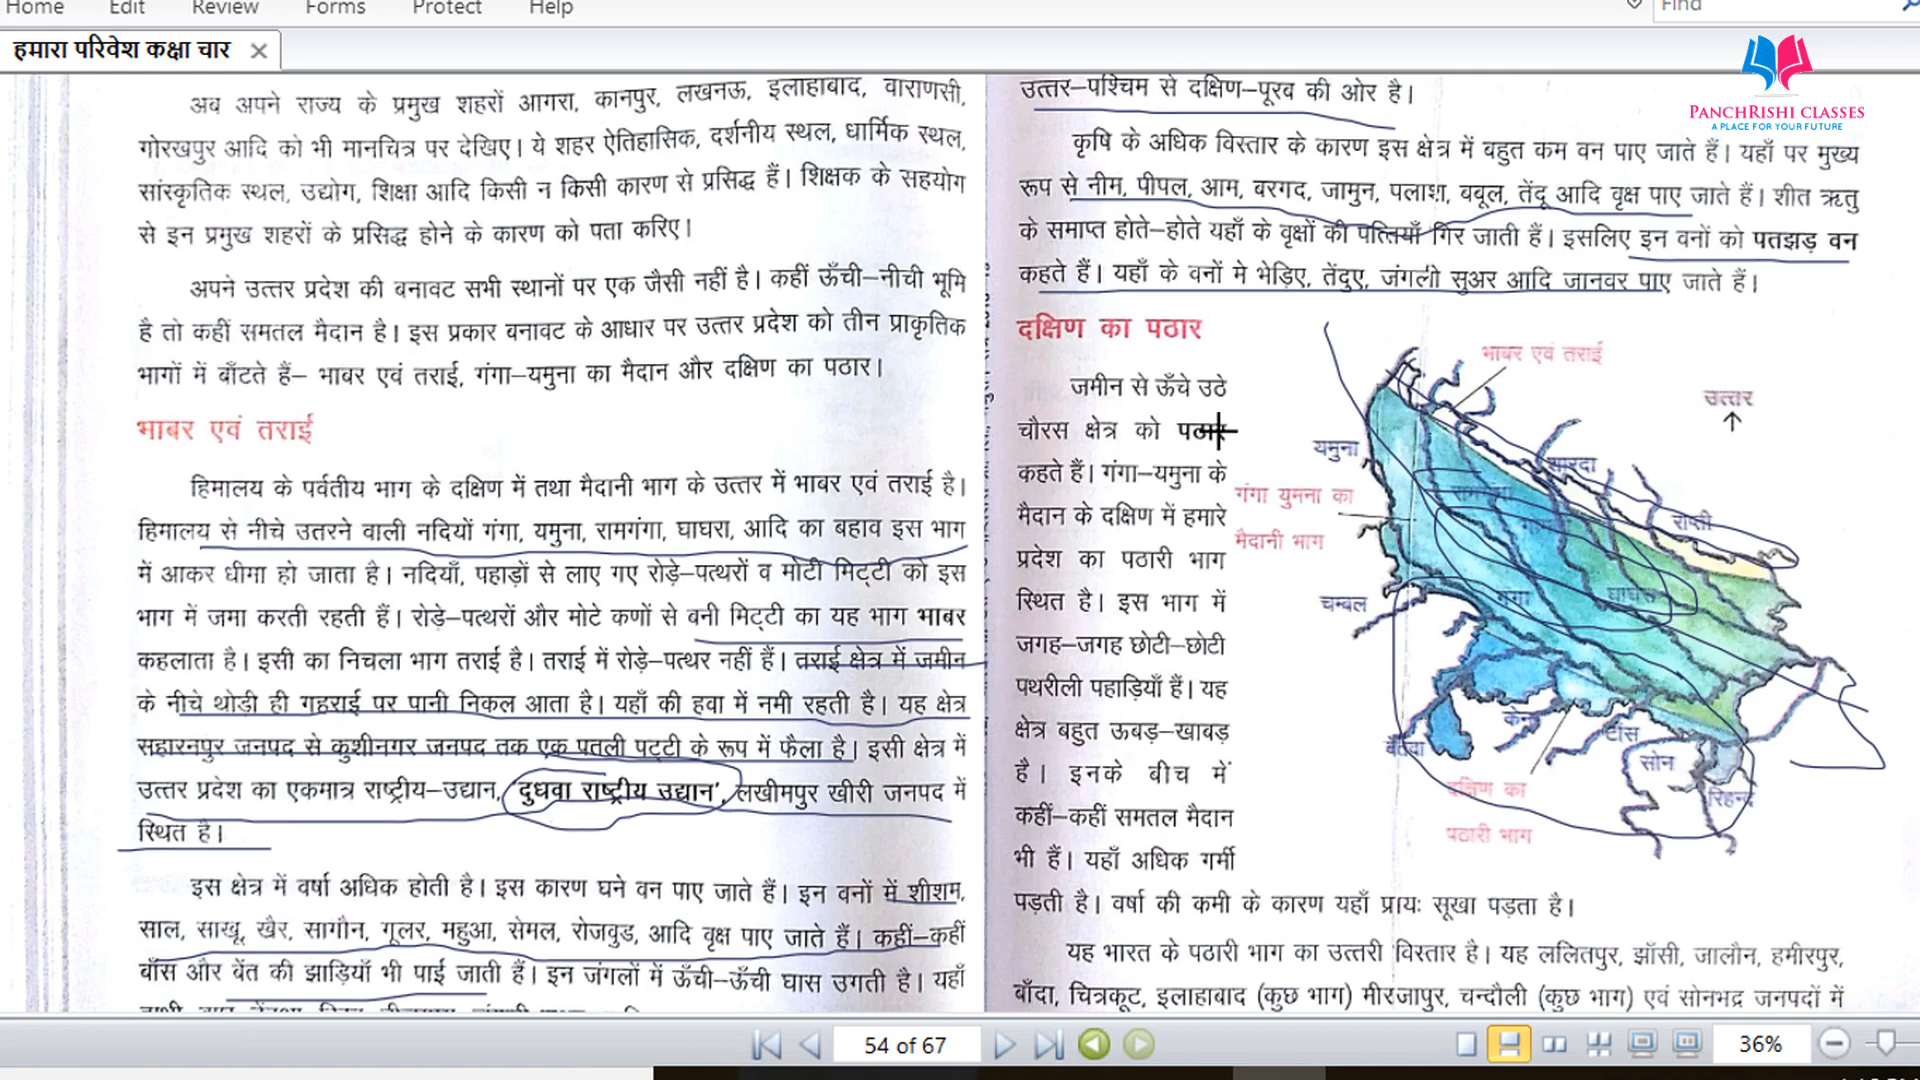 Home Edit Review Forms Protect Help
Find
हमारा परिवेश कक्षा चार
PANCHRISHI CLASSES
A PLACE FOR YOUR FUTURE
अब अपने राज्य के प्रमुख शहरों आगरा, कानपुर, लखनऊ, इलाहाबाद, वाराणसी,
गोरखपुर आदि को भी मानचित्र पर देखिए। ये शहर ऐतिहासिक, दर्शनीय स्थल, धार्मिक स्थल,
सांस्कृतिक स्थल, उद्योग, शिक्षा आदि किसी न किसी कारण से प्रसिद्ध हैं। शिक्षक के सहयोग
से इन प्रमुख शहरों के प्रसिद्ध होने के कारण को पता करिए।
अपने उत्तर प्रदेश की बनावट सभी स्थानों पर एक जैसी नहीं है। कहीं ऊँची–नीची भूमि
है तो कहीं समतल मैदान है। इस प्रकार बनावट के आधार पर उत्तर प्रदेश को तीन प्राकृतिक
भागों में बाँटते हैं– भाबर एवं तराई, गंगा–यमुना का मैदान और दक्षिण का पठार।
भाबर एवं तराई
हिमालय के पर्वतीय भाग के दक्षिण में तथा मैदानी भाग के उत्तर में भाबर एवं तराई है।
हिमालय से नीचे उतरने वाली नदियों गंगा, यमुना, रामगंगा, घाघरा, आदि का बहाव इस भाग
में आकर धीमा हो जाता है। नदियाँ, पहाड़ों से लाए गए रोड़े–पत्थरों व मोटी मिट्टी को इस
भाग में जमा करती रहती हैं। रोड़े–पत्थरों और मोटे कणों से बनी मिट्टी का यह भाग भाबर
कहलाता है। इसी का निचला भाग तराई है। तराई में रोड़े–पत्थर नहीं हैं। तराई क्षेत्र में जमीन
के नीचे थोड़ी ही गहराई पर पानी निकल आता है। यहाँ की हवा में नमी रहती है। यह क्षेत्र
सहारनपुर जनपद से कुशीनगर जनपद तक एक पतली पट्टी के रूप में फैला है। इसी क्षेत्र में
उत्तर प्रदेश का एकमात्र राष्ट्रीय–उद्यान, 'दुधवा राष्ट्रीय उद्यान', लखीमपुर खीरी जनपद में
स्थित है।
इस क्षेत्र में वर्षा अधिक होती है। इस कारण घने वन पाए जाते हैं। इन वनों में शीशम,
साल, साखू, खैर, सागौन, गूलर, महुआ, सेमल, रोजवुड, आदि वृक्ष पाए जाते हैं। कहीं–कहीं
बाँस और बेंत की झाड़ियाँ भी पाई जाती हैं। इन जंगलों में ऊँची–ऊँची घास उगती है। यहाँ
उत्तर–पश्चिम से दक्षिण–पूरब की ओर है।
कृषि के अधिक विस्तार के कारण इस क्षेत्र में बहुत कम वन पाए जाते हैं। यहाँ पर मुख्य
रूप से नीम, पीपल, आम, बरगद, जामुन, पलाश, बबूल, तेंदू आदि वृक्ष पाए जाते हैं। शीत ऋतु
के समाप्त होते–होते यहाँ के वृक्षों की पत्तियाँ गिर जाती हैं। इसलिए इन वनों को पतझड़ वन
कहते हैं। यहाँ के वनों मे भेड़िए, तेंदुए, जंगली सुअर आदि जानवर पाए जाते हैं।
दक्षिण का पठार
जमीन से ऊँचे उठे
चौरस क्षेत्र को पठार
कहते हैं। गंगा–यमुना के
मैदान के दक्षिण में हमारे
प्रदेश का पठारी भाग
स्थित है। इस भाग में
जगह–जगह छोटी–छोटी
पथरीली पहाड़ियाँ हैं। यह
क्षेत्र बहुत ऊबड़–खाबड़
है। इनके बीच में
कहीं–कहीं समतल मैदान
भी हैं। यहाँ अधिक गर्मी
पड़ती है। वर्षा की कमी के कारण यहाँ प्रायः सूखा पड़ता है।
यह भारत के पठारी भाग का उत्तरी विस्तार है। यह ललितपुर, झाँसी, जालौन, हमीरपुर,
बाँदा, चित्रकूट, इलाहाबाद (कुछ भाग) मीरजापुर, चन्दौली (कुछ भाग) एवं सोनभद्र जनपदों में
भाबर एवं तराई
उत्तर
यमुना
शारदा
गंगा युमना का
मैदानी भाग
राप्ती
चम्बल
गंगा
घाघरा
बेतवा
केन
टोंस
सोन
रिहन्द
दक्षिण का
पठारी भाग
54 of 67
36%